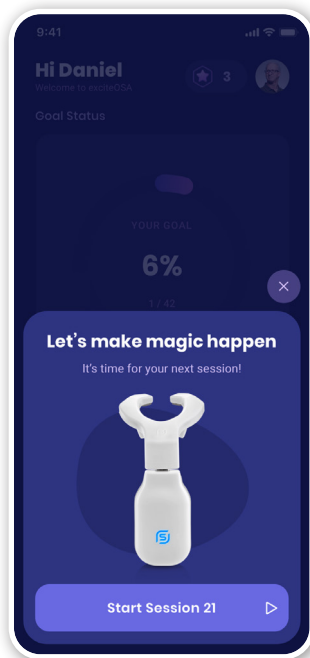 9:41
Hi Daniel
3
Welcome to exciteOSA
Goal Status
YOUR GOAL
6%
1 / 42
Let's make magic happen
It's time for your next session!
Start Session 21